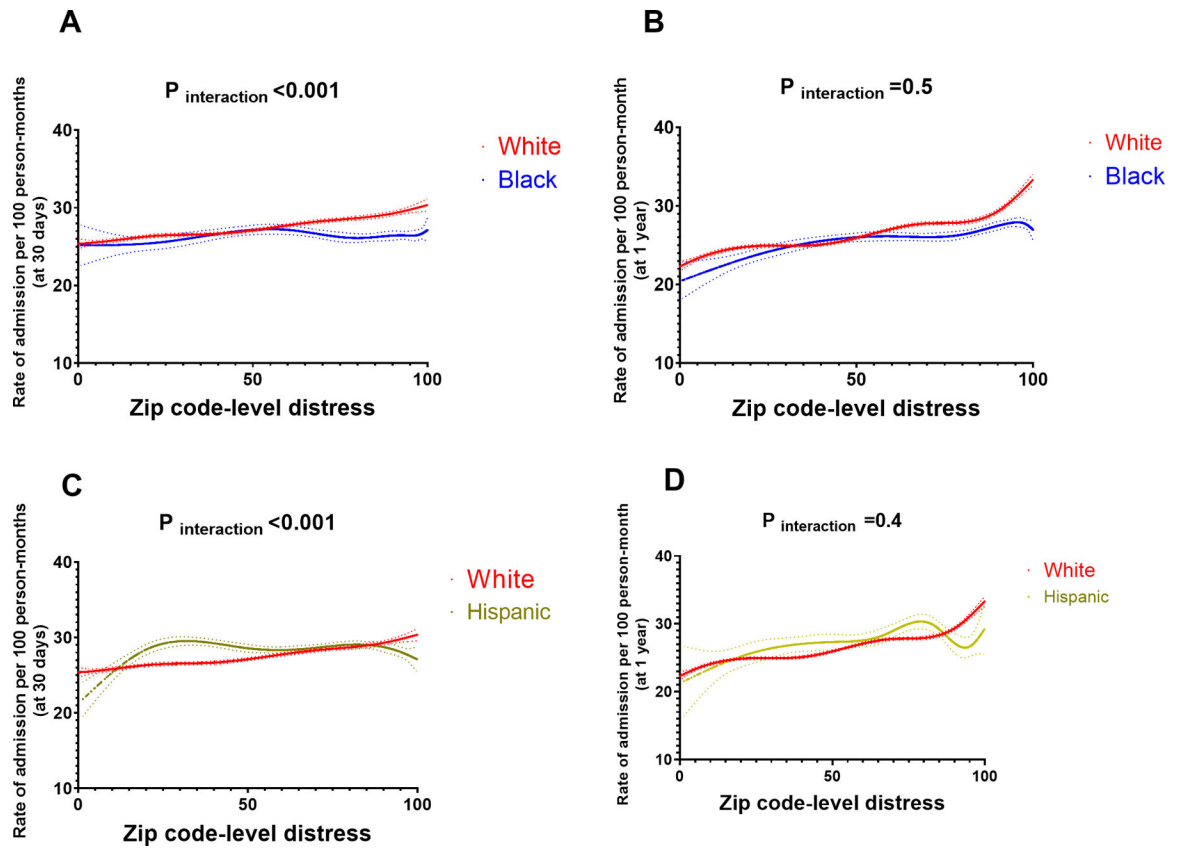 A
P interaction <0.001
Rate of admission per 100 person-months
(at 30 days)
40
30
20
10
0
50
100
Zip code-level distress
White
Black
B
P interaction =0.5
Rate of admission per 100 person-month
(at 1 year)
40
30
20
10
0
50
100
Zip code-level distress
White
Black
C
P interaction <0.001
Rate of admission per 100 person-months
(at 30 days)
40
30
20
10
0
50
100
Zip code-level distress
White
Hispanic
D
P interaction =0.4
Rate of admission per 100 person-month
(at 1 year)
40
30
20
10
0
50
100
Zip code-level distress
White
Hispanic